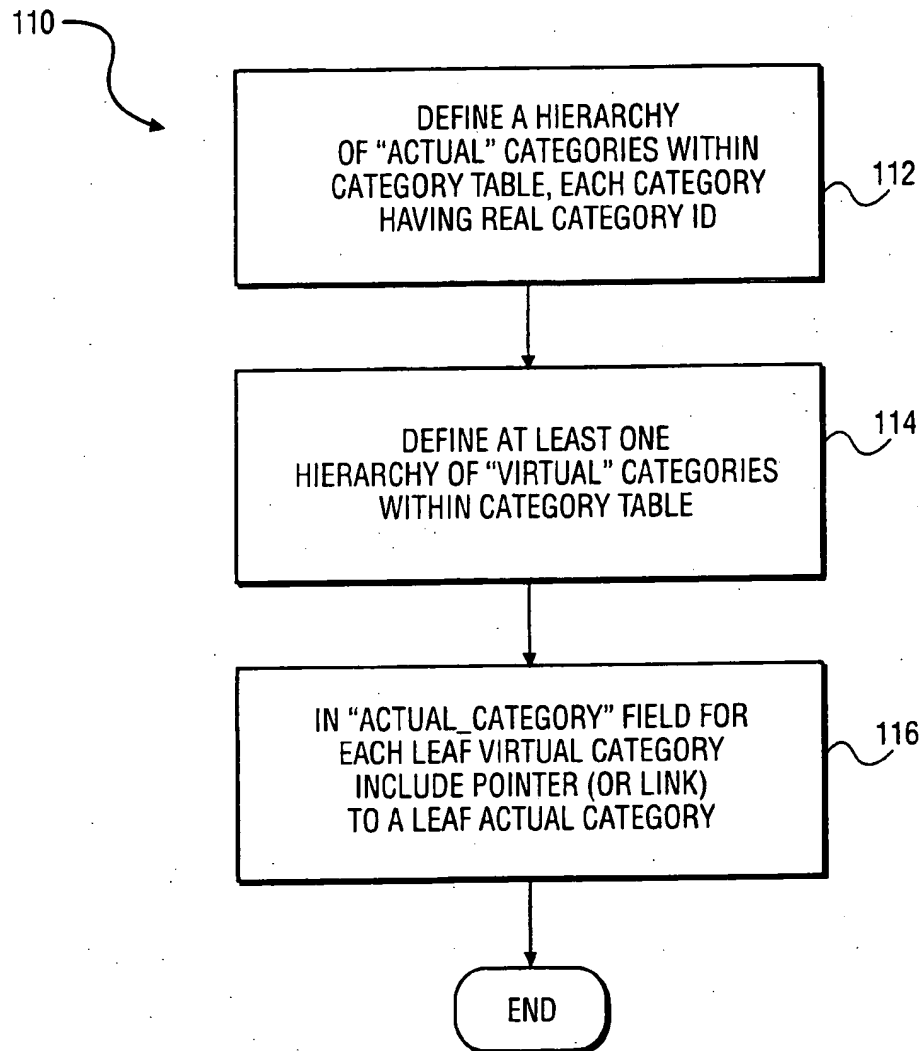 110
DEFINE A HIERARCHY
OF “ACTUAL” CATEGORIES WITHIN
CATEGORY TABLE, EACH CATEGORY
HAVING REAL CATEGORY ID
112
DEFINE AT LEAST ONE
HIERARCHY OF “VIRTUAL” CATEGORIES
WITHIN CATEGORY TABLE
114
IN “ACTUAL_CATEGORY” FIELD FOR
EACH LEAF VIRTUAL CATEGORY
INCLUDE POINTER (OR LINK)
TO A LEAF ACTUAL CATEGORY
116
END